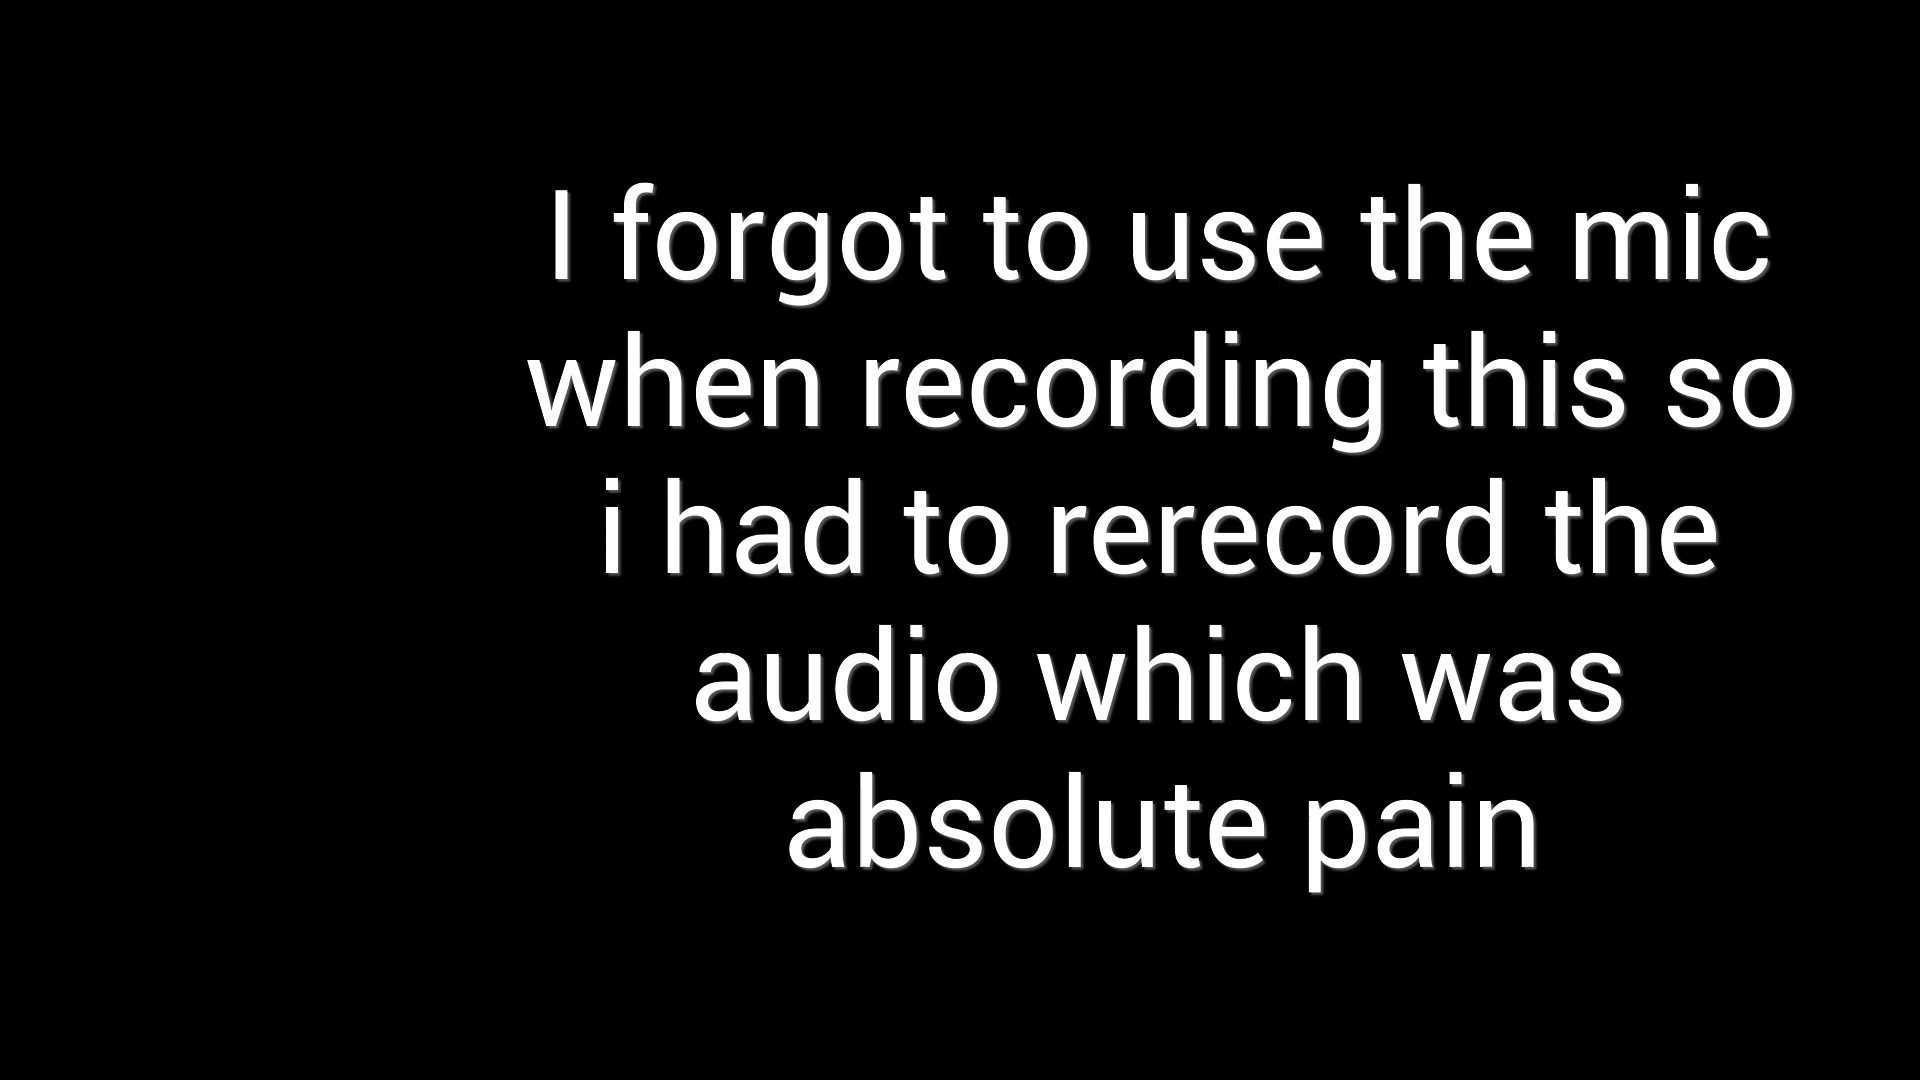 I forgot to use the mic
when recording this so
i had to rerecord the
audio which was
absolute pain